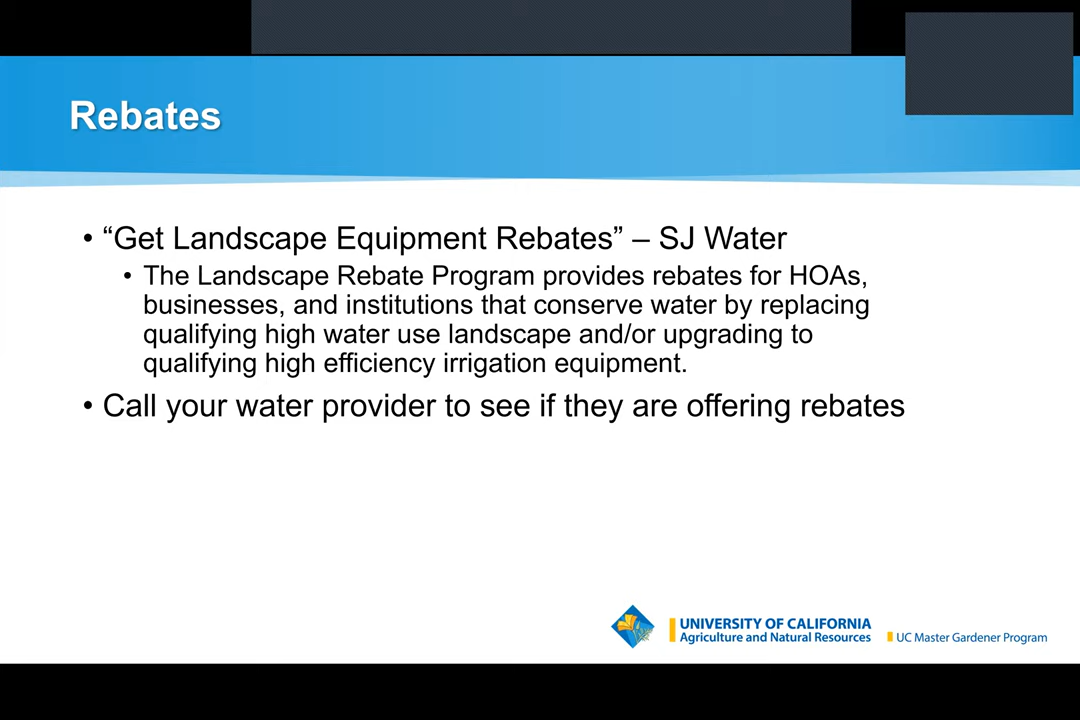 Rebates
• “Get Landscape Equipment Rebates” – SJ Water
• The Landscape Rebate Program provides rebates for HOAs,
businesses, and institutions that conserve water by replacing
qualifying high water use landscape and/or upgrading to
qualifying high efficiency irrigation equipment.
• Call your water provider to see if they are offering rebates
UNIVERSITY OF CALIFORNIA
Agriculture and Natural Resources
UC Master Gardener Program